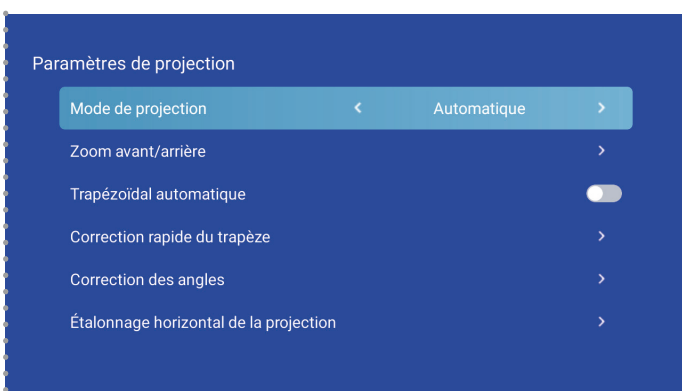 Paramètres de projection
Mode de projection < Automatique >
Zoom avant/arrière >
Trapézoïdal automatique
Correction rapide du trapèze >
Correction des angles >
Étalonnage horizontal de la projection >